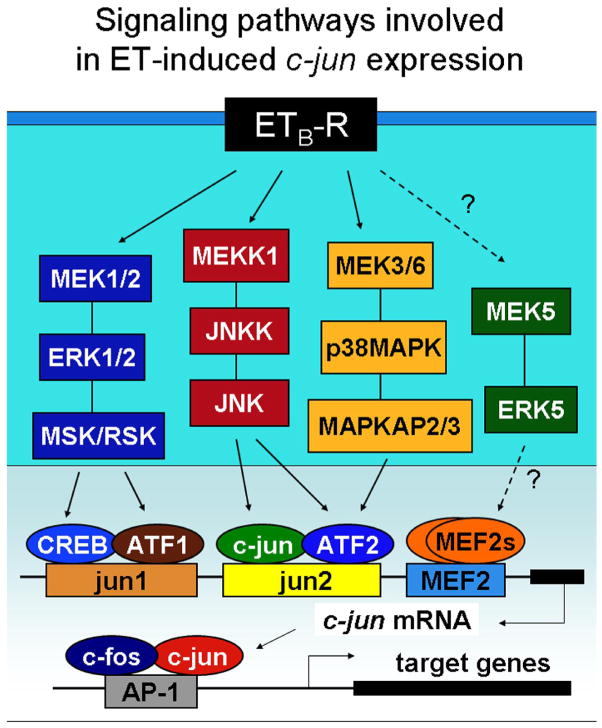 Signaling pathways involved
in ET-induced c-jun expression
ETB-R
?
MEKK1
MEK3/6
MEK1/2
MEK5
JNKK
p38MAPK
ERK1/2
JNK
MAPKAP2/3
ERK5
MSK/RSK
?
CREB
ATF1
c-jun
ATF2
MEF2s
jun1
jun2
MEF2
c-jun mRNA
c-fos
c-jun
target genes
AP-1